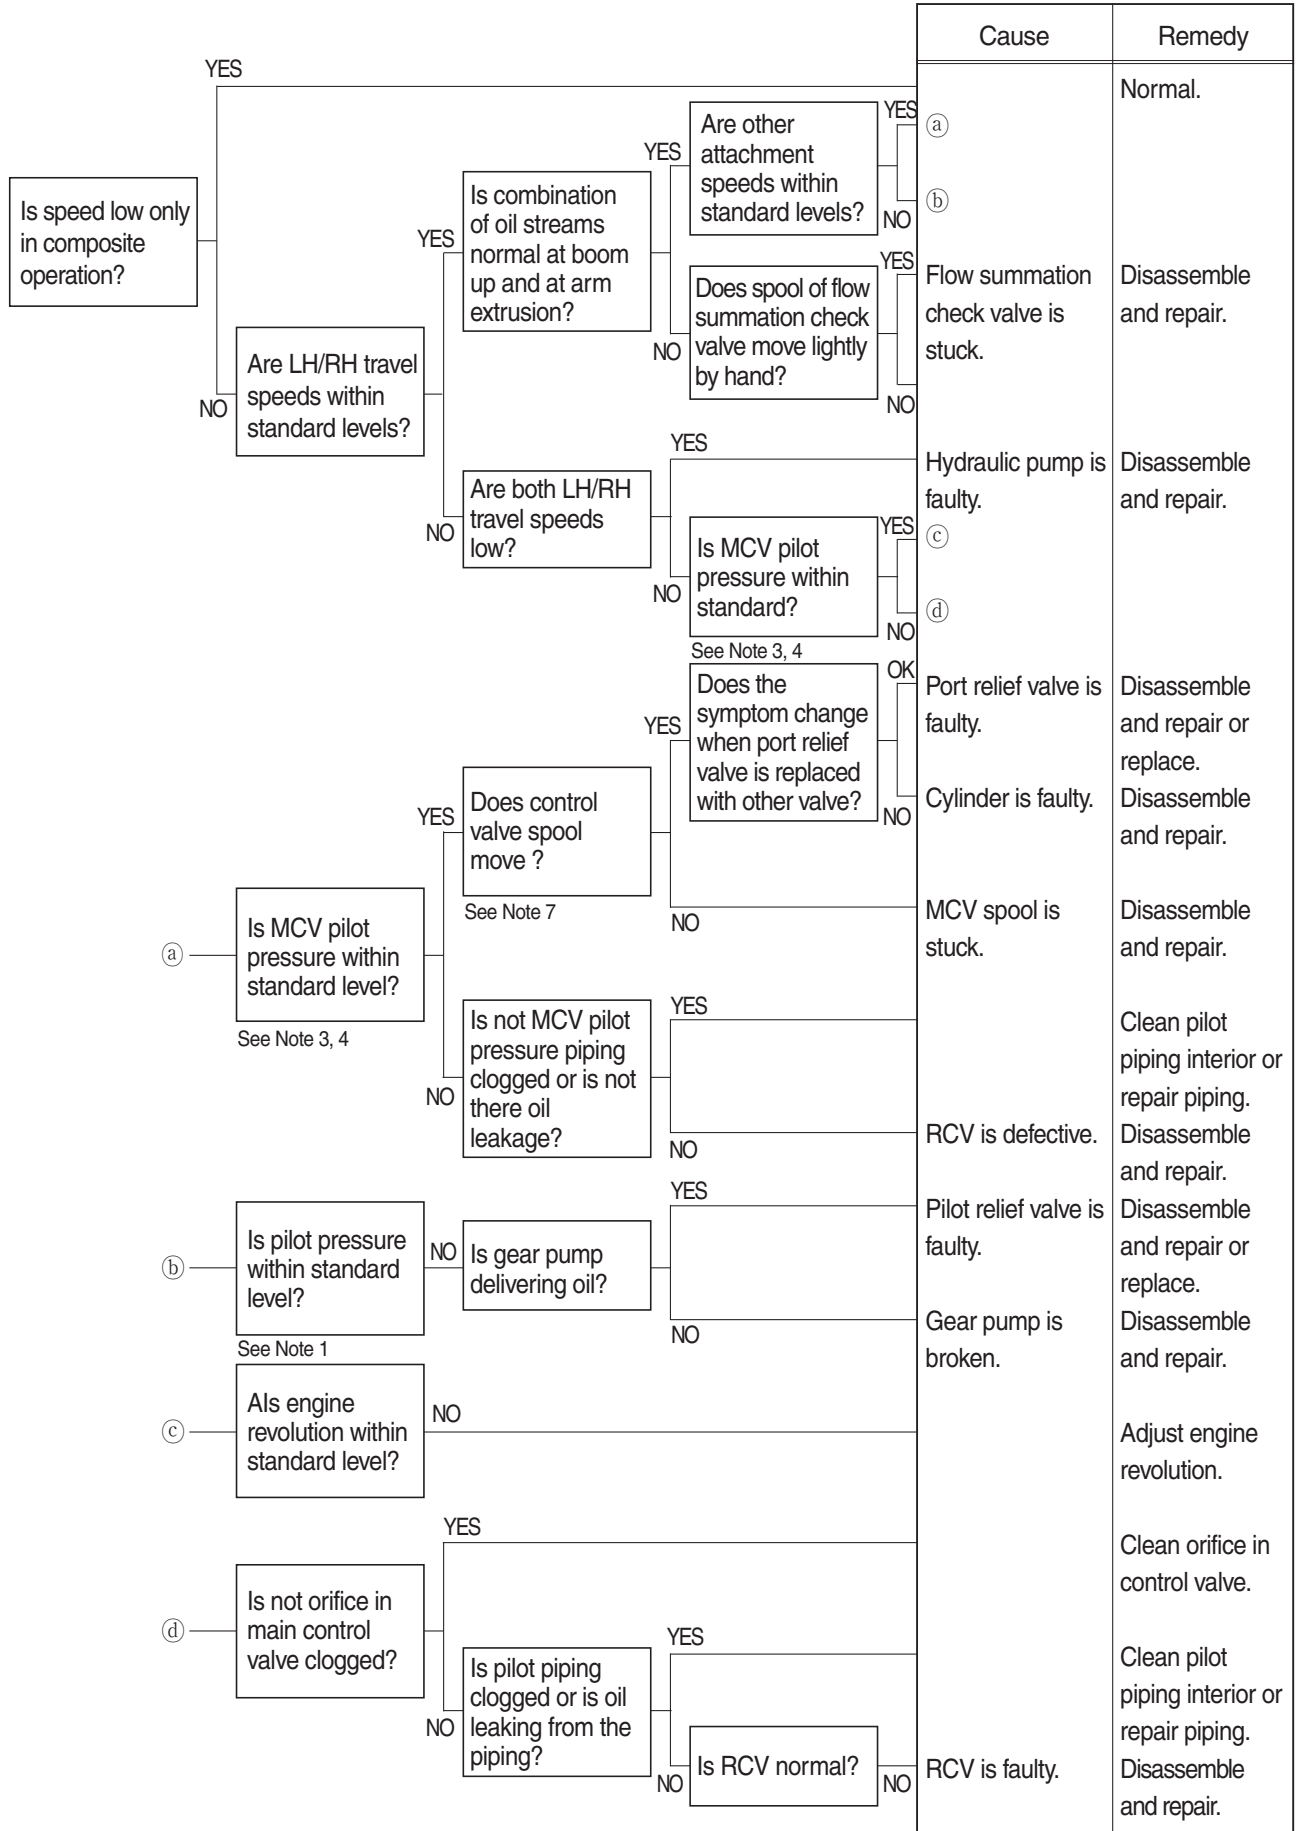 Cause
Remedy
YES
Normal.
Is speed low only
in composite
operation?
NO
Are LH/RH travel
speeds within
standard levels?
YES
Is combination
of oil streams
normal at boom
up and at arm
extrusion?
YES
Are other
attachment
speeds within
standard levels?
YES
ⓐ
ⓑ
NO
NO
Does spool of flow
summation check
valve move lightly
by hand?
YES
NO
Flow summation
check valve is
stuck.
Disassemble
and repair.
NO
Are both LH/RH
travel speeds
low?
YES
Hydraulic pump is
faulty.
Disassemble
and repair.
NO
Is MCV pilot
pressure within
standard?
See Note 3, 4
YES
ⓒ
ⓓ
NO
ⓐ
Is MCV pilot
pressure within
standard level?
See Note 3, 4
YES
Does control
valve spool
move ?
See Note 7
YES
Does the
symptom change
when port relief
valve is replaced
with other valve?
OK
Port relief valve is
faulty.
Disassemble
and repair or
replace.
NO
Cylinder is faulty.
Disassemble
and repair.
NO
MCV spool is
stuck.
Disassemble
and repair.
NO
Is not MCV pilot
pressure piping
clogged or is not
there oil
leakage?
YES
Clean pilot
piping interior or
repair piping.
NO
RCV is defective.
Disassemble
and repair.
ⓑ
Is pilot pressure
within standard
level?
See Note 1
NO
Is gear pump
delivering oil?
YES
Pilot relief valve is
faulty.
Disassemble
and repair or
replace.
NO
Gear pump is
broken.
Disassemble
and repair.
ⓒ
AIs engine
revolution within
standard level?
NO
Adjust engine
revolution.
ⓓ
Is not orifice in
main control
valve clogged?
YES
Clean orifice in
control valve.
NO
Is pilot piping
clogged or is oil
leaking from the
piping?
YES
Clean pilot
piping interior or
repair piping.
NO
Is RCV normal?
NO
RCV is faulty.
Disassemble
and repair.